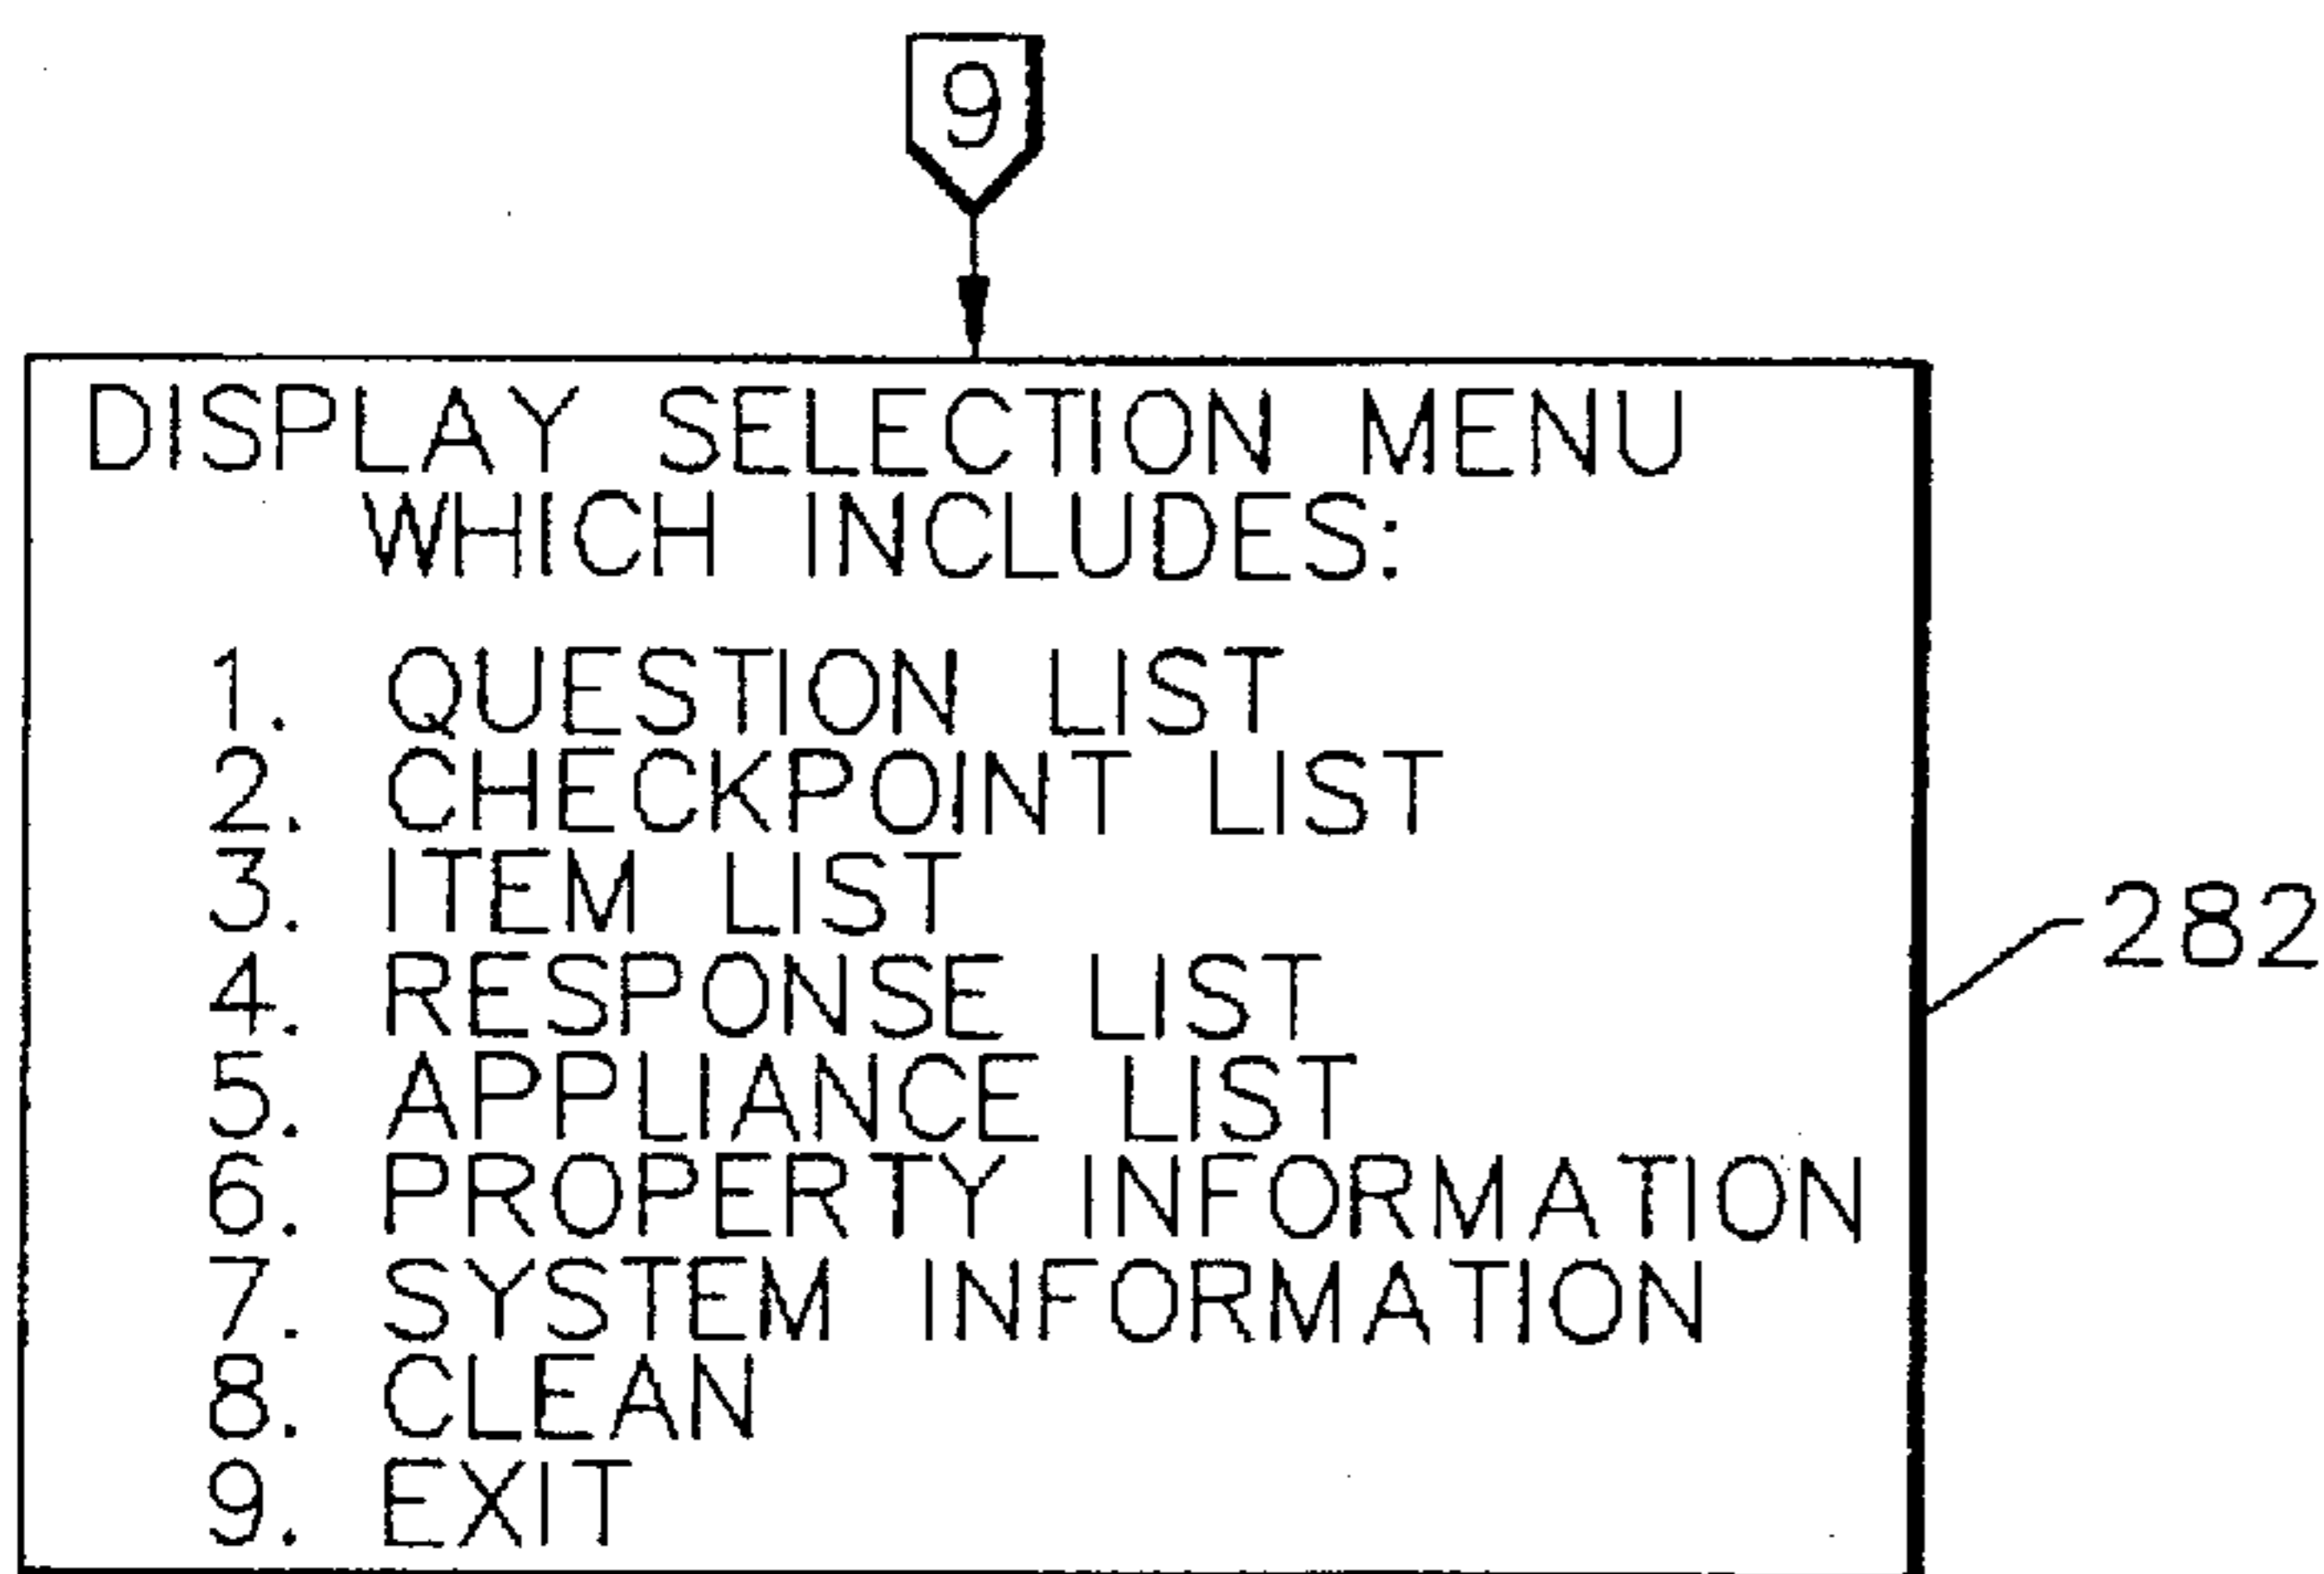 9
DISPLAY SELECTION MENU
WHICH INCLUDES:
1. QUESTION LIST
2. CHECKPOINT LIST
3. ITEM LIST
4. RESPONSE LIST
5. APPLIANCE LIST
6. PROPERTY INFORMATION
7. SYSTEM INFORMATION
8. CLEAN
9. EXIT
282